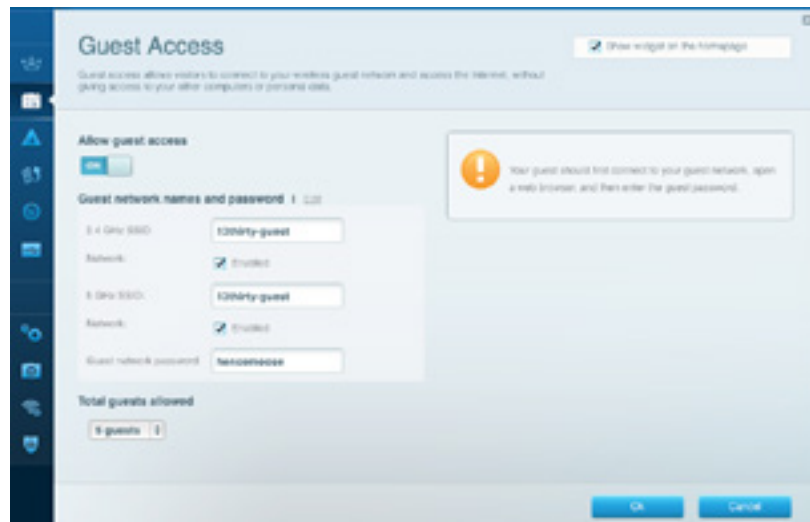 Guest Access
Show widget on the homepage
Guest access allows visitors to connect to your wireless guest network and access the Internet, without
giving access to your other computers or personal data.
Allow guest access
ON
Your guest should first connect to your guest network, open
a web browser, and then enter the guest password.
Guest network names and password | Edit
2.4 GHz SSID:
Network:
Enabled
5 GHz SSID:
Network:
Enabled
Guest network password
Total guests allowed
5 guests
Ok
Cancel